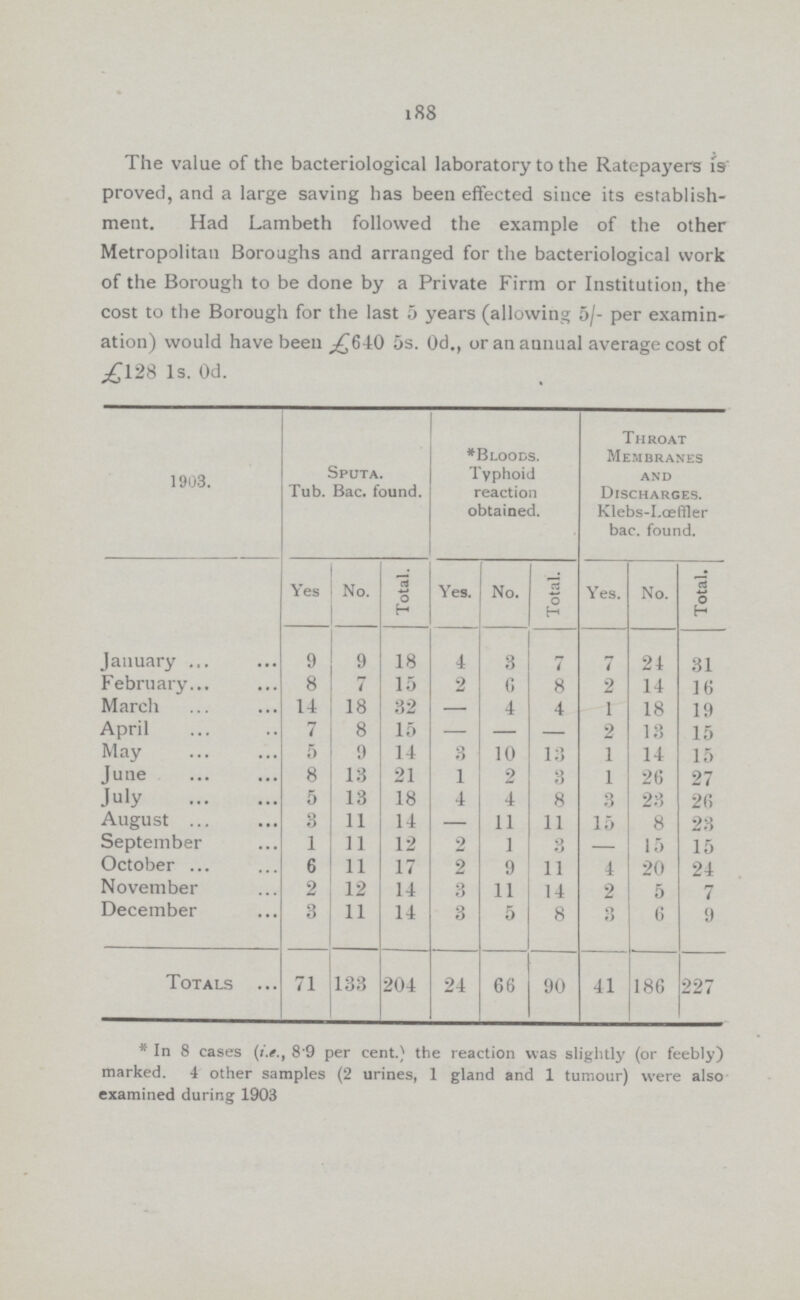 188
The value of the bacteriological laboratory to the Ratepayers is
proved, and a large saving has been effected since its establish-
ment. Had Lambeth followed the example of the other
Metropolitan Boroughs and arranged for the bacteriological work
of the Borough to be done by a Private Firm or Institution, the
cost to the Borough for the last 5 years (allowing 5/- per examin-
ation) would have been £640 5s. 0d., or an annual average cost of
£128 1s. 0d.
1903. Sputa. Tub. Bac. found. *Bloods. Typhoid reaction obtained. Throat Membranes and Discharges. Klebs-Lœffler bac. found.
Yes No. Total. Yes. No. Total. Yes. No. Total.
January ... ... 9 9 18 4 3 7 7 24 31
February... ... 8 7 15 2 6 8 2 14 16
March ... ... 14 18 32 — 4 4 1 18 19
April ... .. 7 8 15 — — — 2 13 15
May ... ... 5 9 14 3 10 13 1 14 15
June ... ... 8 13 21 1 2 3 1 26 27
July ... ... 5 13 18 4 4 8 3 23 26
August ... ... 3 11 14 — 11 11 15 8 23
September ... 1 11 12 2 1 3 — 15 15
October ... ... 6 11 17 2 9 11 4 20 24
November ... 2 12 14 3 11 14 2 5 7
December ... 3 11 14 3 5 8 3 6 9
Totals ... 71 133 204 24 66 90 41 186 227
* In 8 cases (i.e., 8·9 per cent.) the reaction was slightly (or feebly)
marked. 4 other samples (2 urines, 1 gland and 1 tumour) were also
examined during 1903